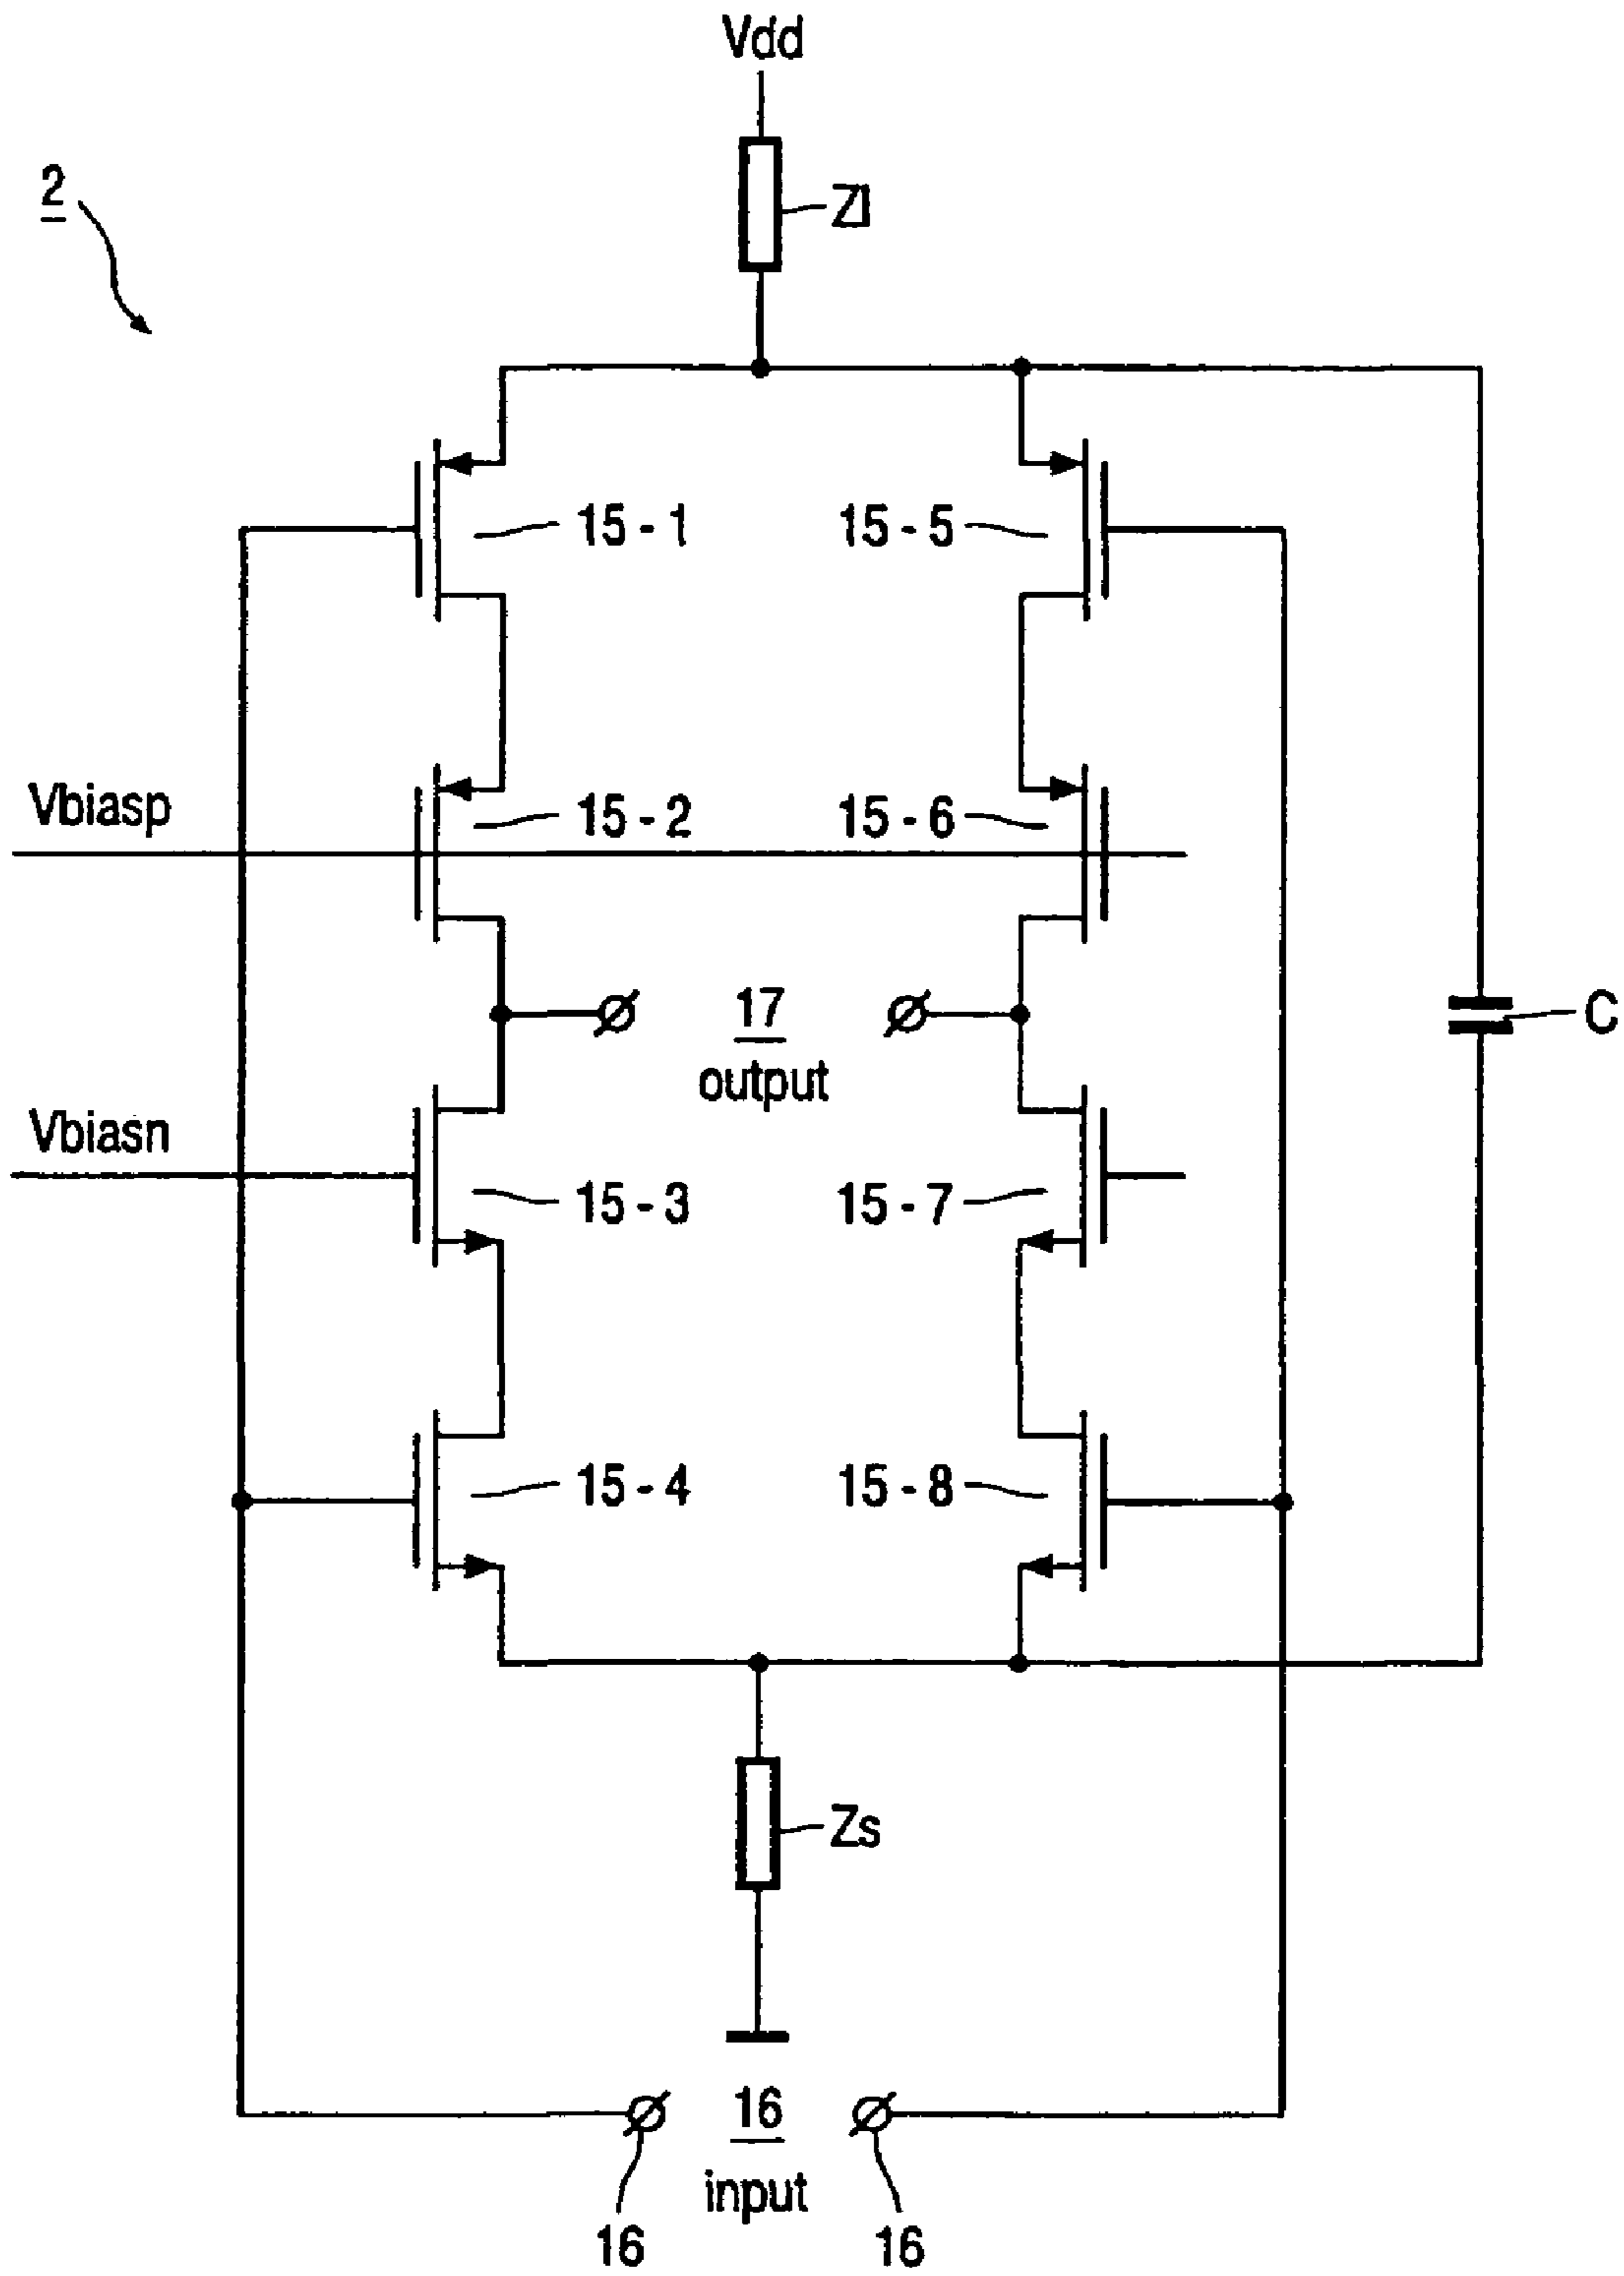 Vdd
2
Zl
15 - 1
15 - 5
Vbiasp
15 - 2
15 - 6
17
C
output
Vbiasn
15 - 3
15 - 7
15 - 4
15 - 8
Zs
16
input
16
16